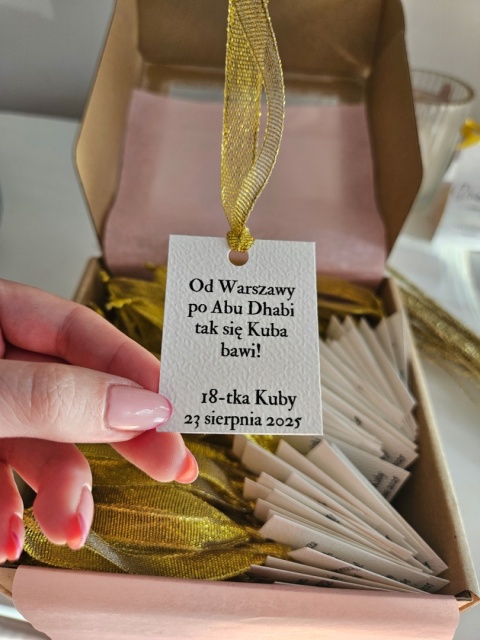 Od Warszawy
po Abu Dhabi
tak się Kuba
bawi!
18-tka Kuby
23 sierpnia 2025